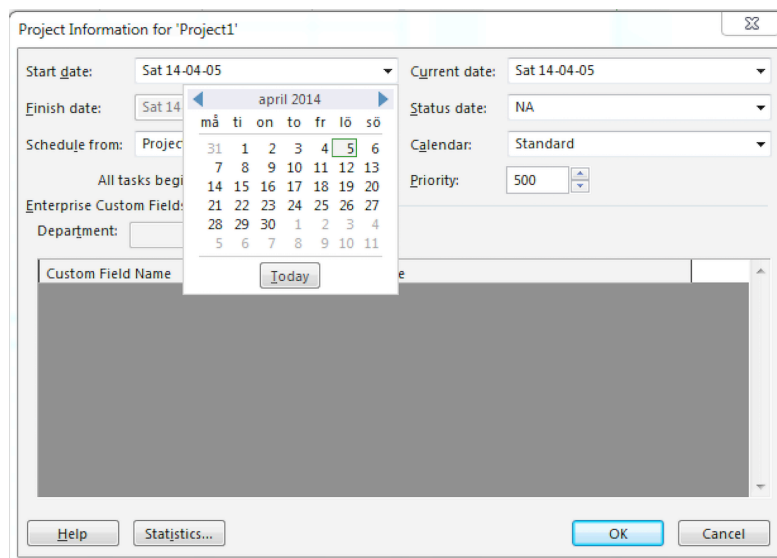 Project Information for 'Project1'
Start date: Sat 14-04-05 Current date: Sat 14-04-05
Finish date: Sat 14 Status date: NA
Schedule from: Projec Calendar: Standard
All tasks begi Priority: 500
Enterprise Custom Field
Department:
april 2014
må ti on to fr lö sö
31 1 2 3 4 5 6
7 8 9 10 11 12 13
14 15 16 17 18 19 20
21 22 23 24 25 26 27
28 29 30 1 2 3 4
5 6 7 8 9 10 11
Today
Custom Field Name e
Help Statistics... OK Cancel